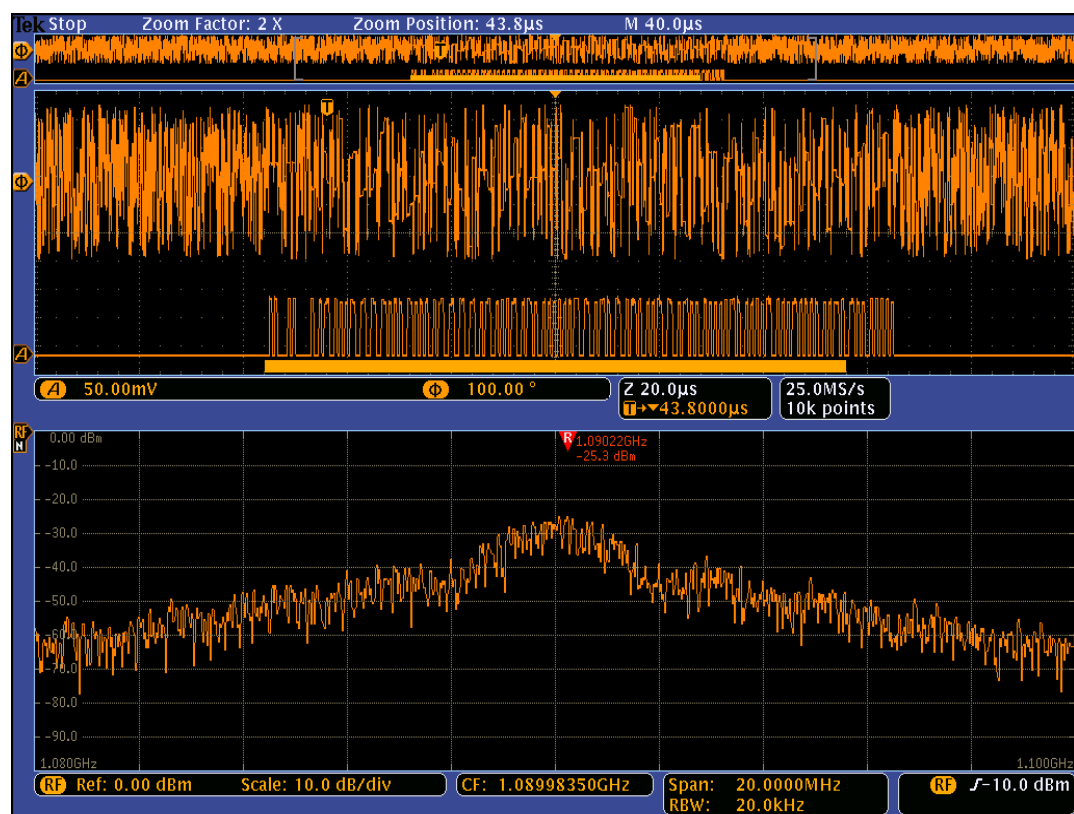 Tek Stop Zoom Factor: 2 X Zoom Position: 43.8µs M 40.0µs
Φ
T
A
T
Φ
A
A 50.00mV Φ 100.00 ° Z 20.0µs 25.0MS/s
T→▼43.8000µs 10k points
RF 0.00 dBm R 1.09022GHz
N -25.3 dBm
-10.0
-20.0
-30.0
-40.0
-50.0
-60.0
-70.0
-80.0
-90.0
1.080GHz 1.100GHz
RF Ref: 0.00 dBm Scale: 10.0 dB/div CF: 1.08998350GHz Span: 20.0000MHz RF -10.0 dBm
RBW: 20.0kHz